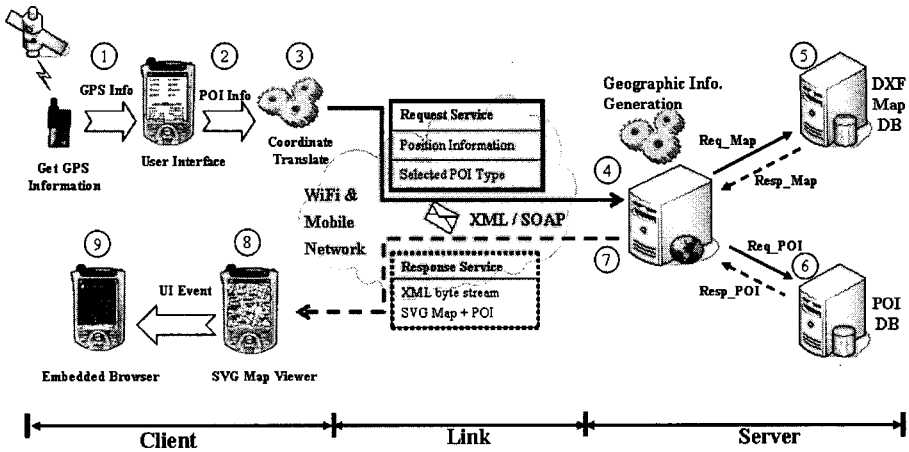 1
GPS Info
2
POI Info
3
Get GPS
Information
User Interface
Coordinate
Translate
Request Service
Position Information
Selected POI Type
WiFi &
Mobile
Network
XML / SOAP
Geographic Info.
Generation
4
Req_Map
Resp_Map
5
DXF
Map
DB
Req_POI
Resp_POI
6
POI
DB
7
Response Service
XML byte stream
SVG Map + POI
8
SVG Map Viewer
UI Event
9
Embedded Browser
Client
Link
Server